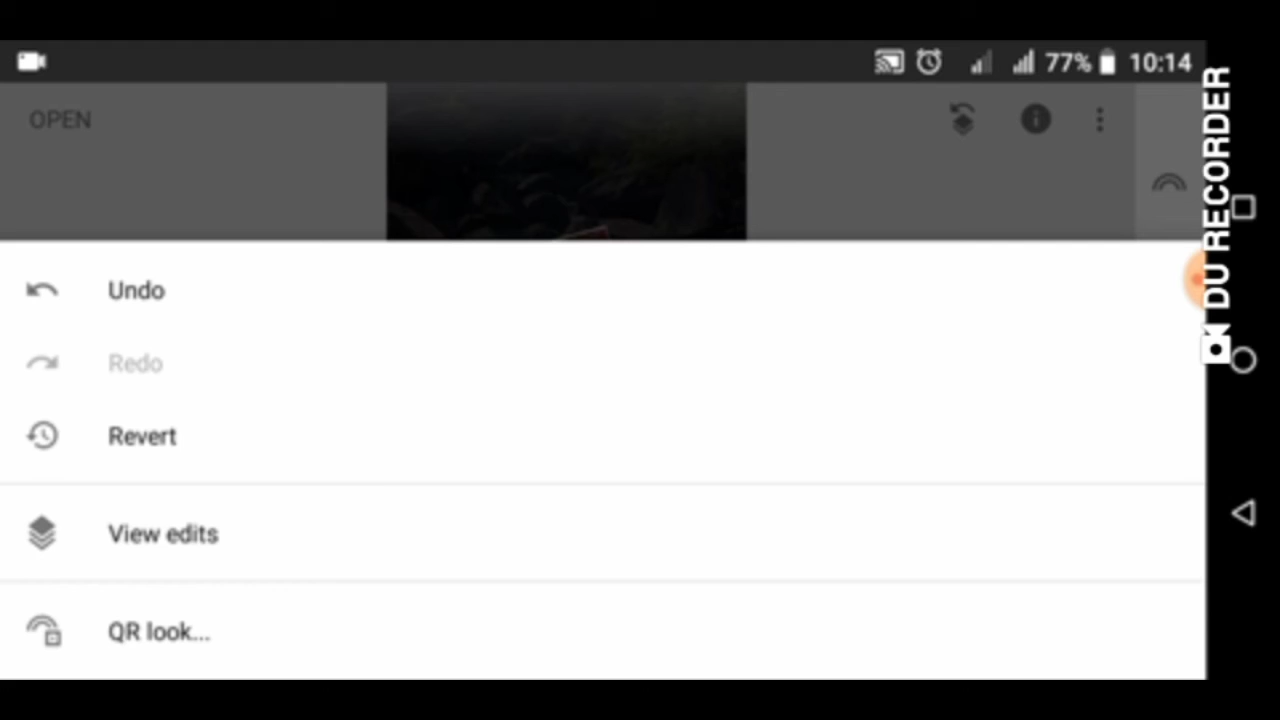 77% 10:14
OPEN
Undo
Redo
Revert
View edits
QR look...
DU RECORDER